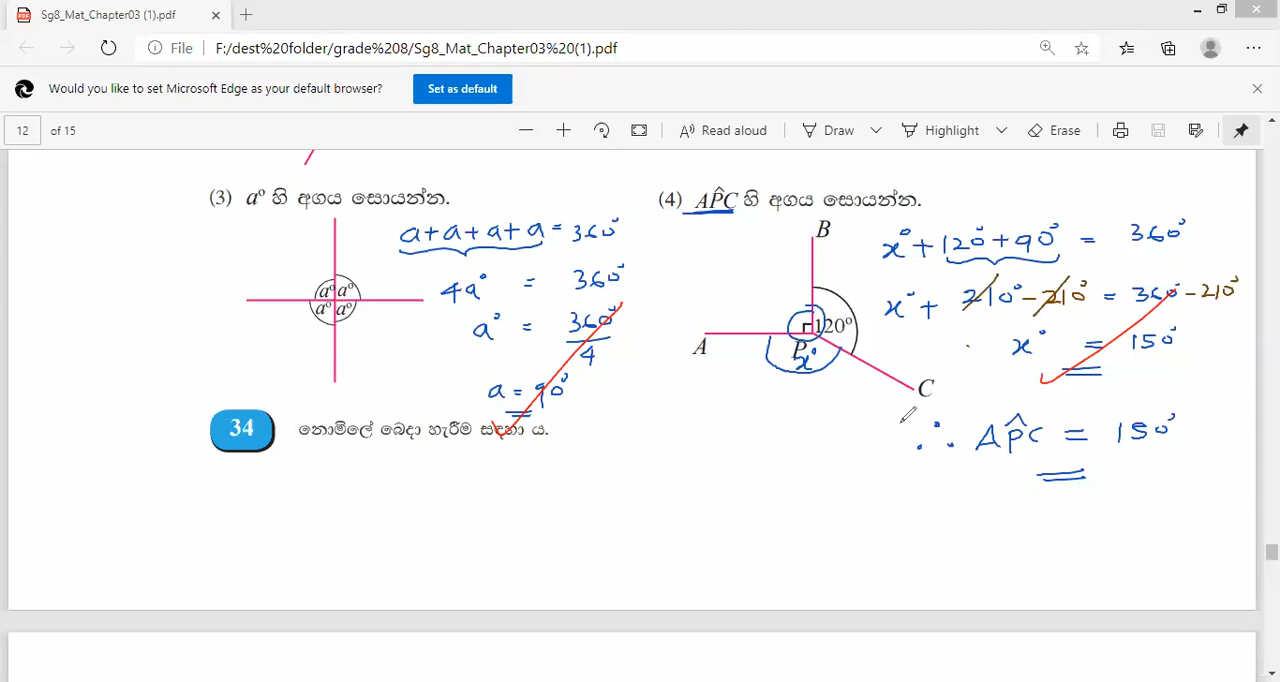 Sg8_Mat_Chapter03 (1).pdf
File F:/dest%20folder/grade%208/Sg8_Mat_Chapter03%20(1).pdf
Would you like to set Microsoft Edge as your default browser? Set as default
12 of 15 Read aloud Draw Highlight Erase
(3) a° හි අගය සොයන්න.
a+a+a+a = 360°
4a° = 360°
a° = 360°/4
a = 90°
a° a°
a° a°
(4) AP̂C හි අගය සොයන්න.
B
x° + 120° + 90° = 360°
x° + 210° - 210° = 360° - 210°
x° = 150°
120°
A
P
x°
C
∴ AP̂C = 150°
34 නොමිලේ බෙදා හැරීම සඳහා ය.